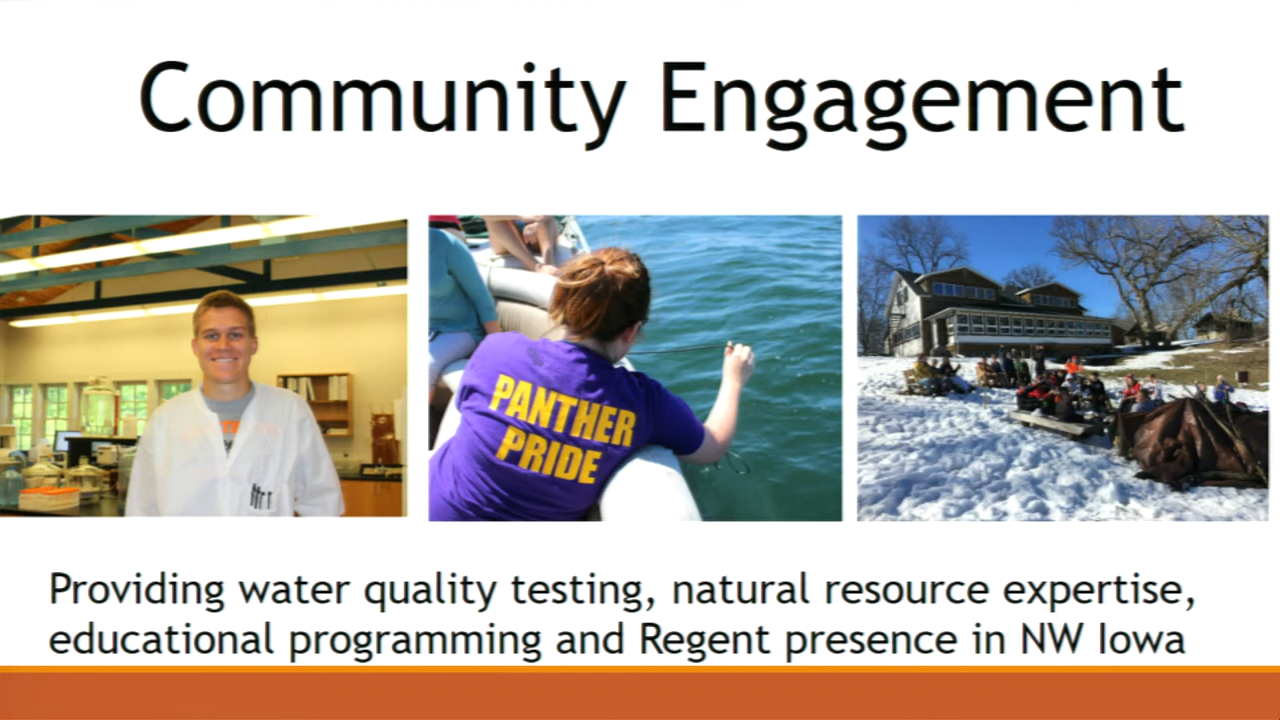 Community Engagement
PANTHER
PRIDE
Providing water quality testing, natural resource expertise,
educational programming and Regent presence in NW Iowa